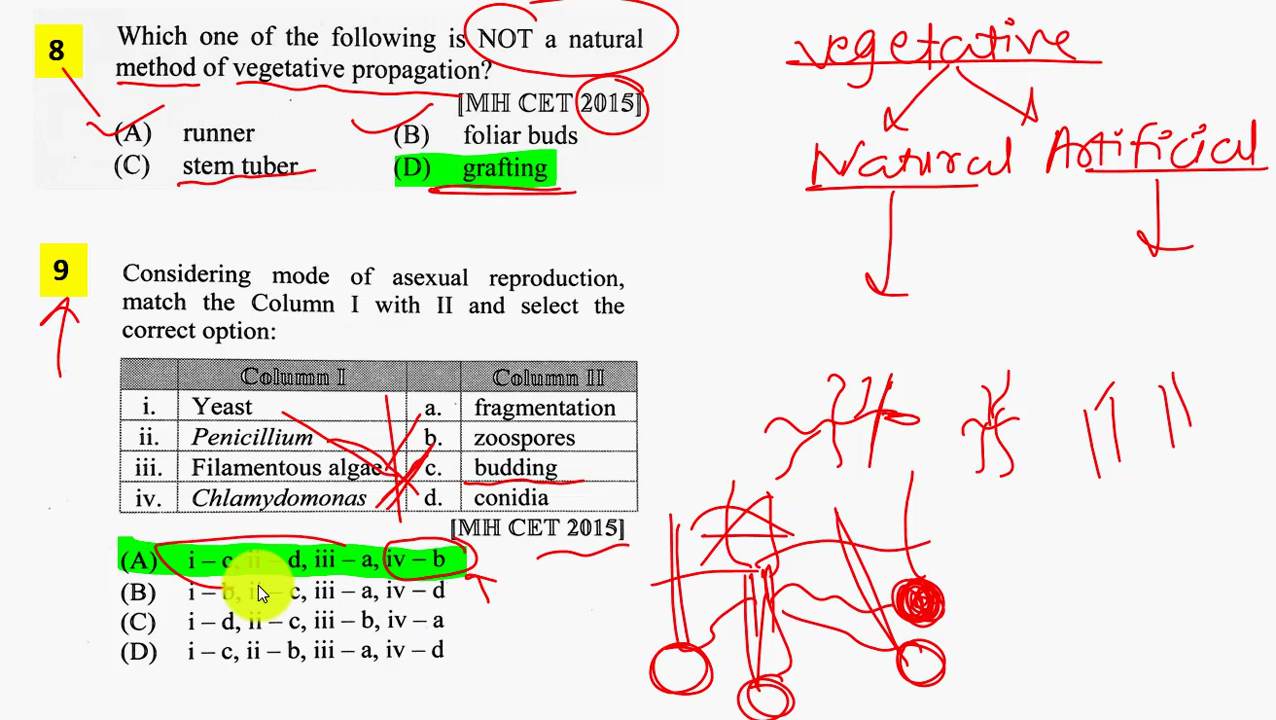 8
Which one of the following is NOT a natural
method of vegetative propagation?
[MH CET 2015]
(A) runner (B) foliar buds
(C) stem tuber (D) grafting
9
Considering mode of asexual reproduction,
match the Column I with II and select the
correct option:
Column I Column II
i. Yeast a. fragmentation
ii. Penicillium b. zoospores
iii. Filamentous algae c. budding
iv. Chlamydomonas d. conidia
[MH CET 2015]
(A) i – c, ii – d, iii – a, iv – b
(B) i – b, ii – c, iii – a, iv – d
(C) i – d, ii – c, iii – b, iv – a
(D) i – c, ii – b, iii – a, iv – d
vegetative
Natural Artificial